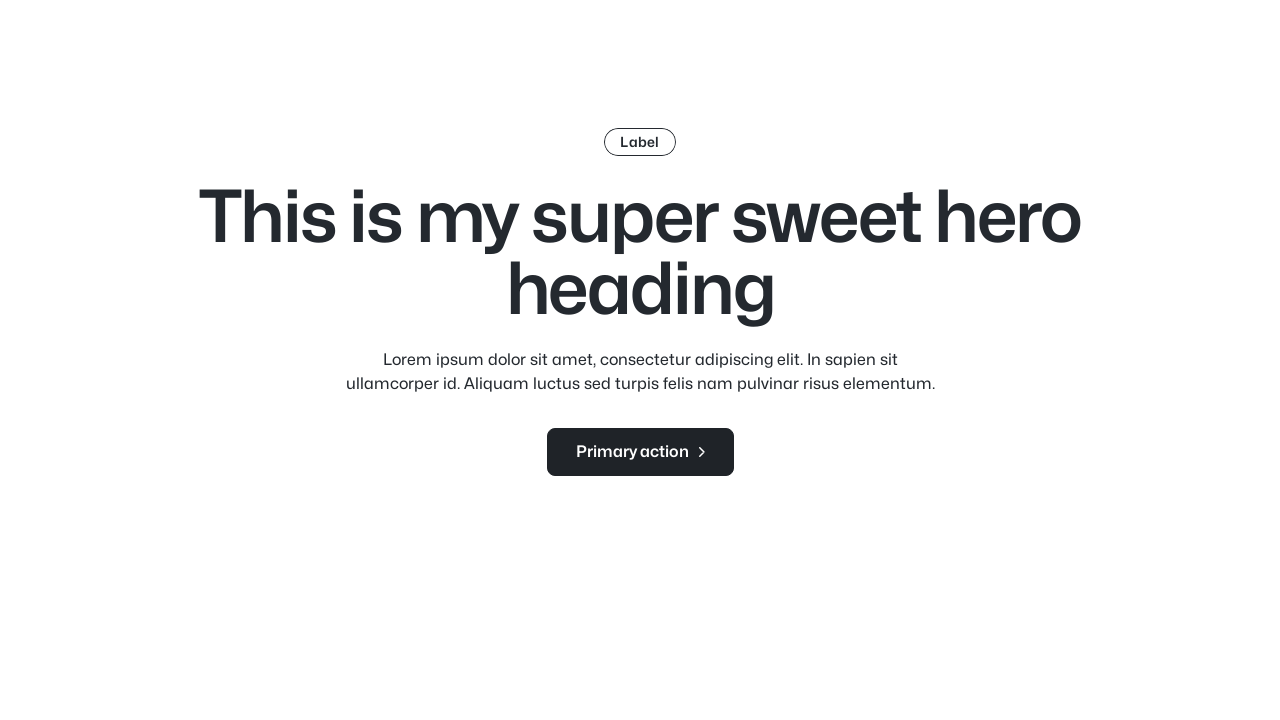 Label
This is my super sweet hero
heading
Lorem ipsum dolor sit amet, consectetur adipiscing elit. In sapien sit
ullamcorper id. Aliquam luctus sed turpis felis nam pulvinar risus elementum.
Primary action